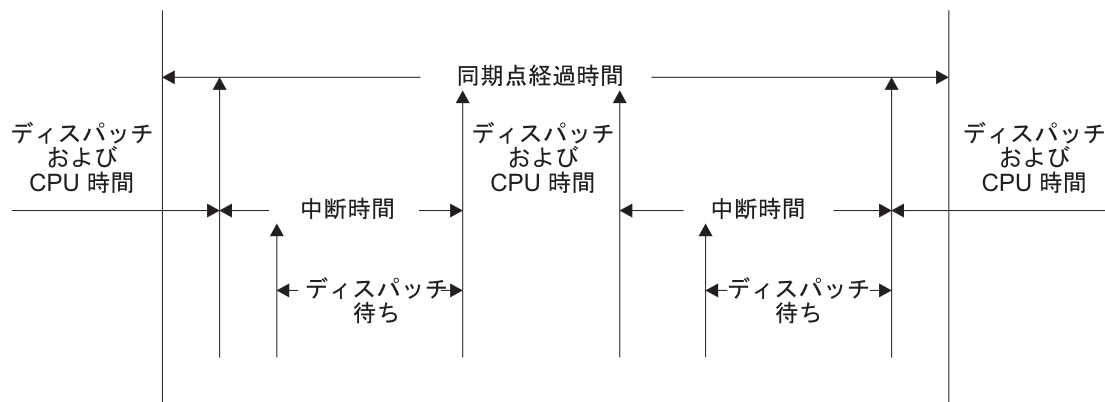 同期点経過時間
ディスパッチ
および
CPU 時間
ディスパッチ
および
CPU 時間
ディスパッチ
および
CPU 時間
中断時間
中断時間
ディスパッチ
待ち
ディスパッチ
待ち